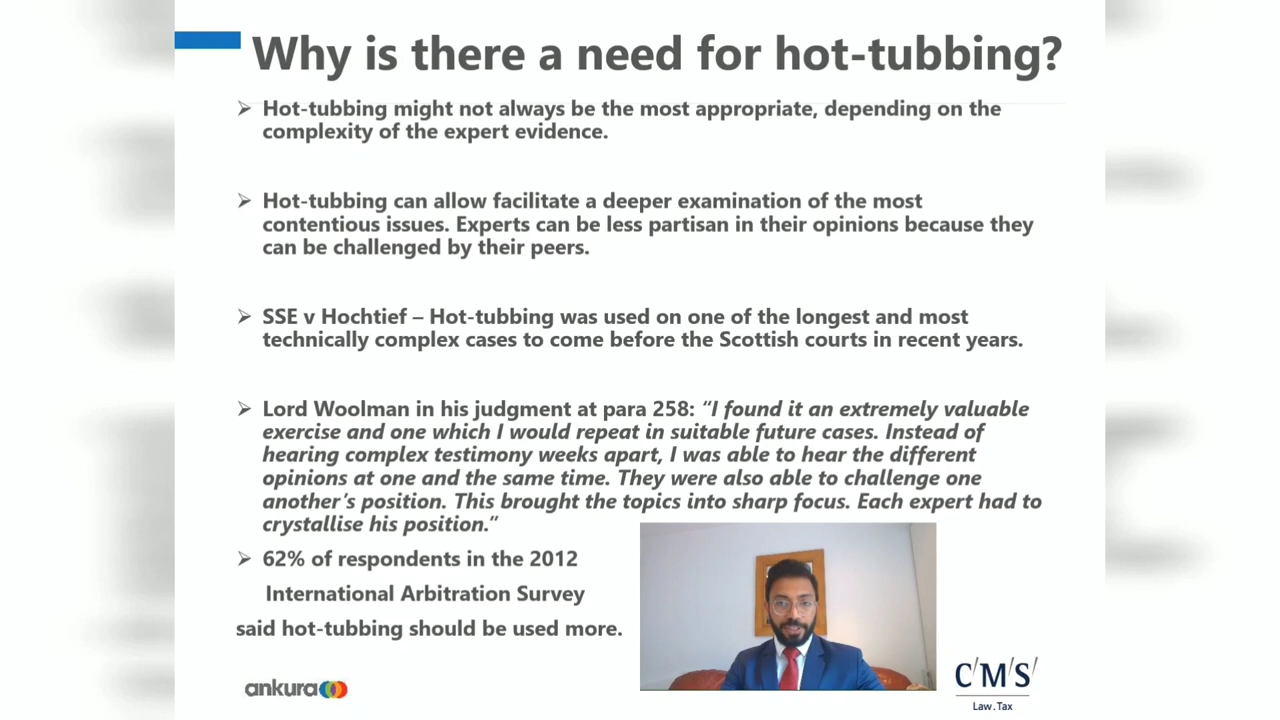 Why is there a need for hot-tubbing?
Hot-tubbing might not always be the most appropriate, depending on the
complexity of the expert evidence.
Hot-tubbing can allow facilitate a deeper examination of the most
contentious issues. Experts can be less partisan in their opinions because they
can be challenged by their peers.
SSE v Hochtief – Hot-tubbing was used on one of the longest and most
technically complex cases to come before the Scottish courts in recent years.
Lord Woolman in his judgment at para 258: “I found it an extremely valuable
exercise and one which I would repeat in suitable future cases. Instead of
hearing complex testimony weeks apart, I was able to hear the different
opinions at one and the same time. They were also able to challenge one
another’s position. This brought the topics into sharp focus. Each expert had to
crystallise his position.”
62% of respondents in the 2012
International Arbitration Survey
said hot-tubbing should be used more.
ankura
C/M/S/
Law.Tax